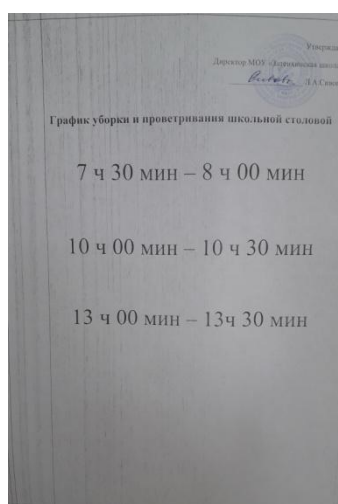 Утвержда
Директор МОУ
График уборки и проветривания школьной столовой
7 ч 30 мин – 8 ч 00 мин
10 ч 00 мин – 10 ч 30 мин
13 ч 00 мин – 13ч 30 мин